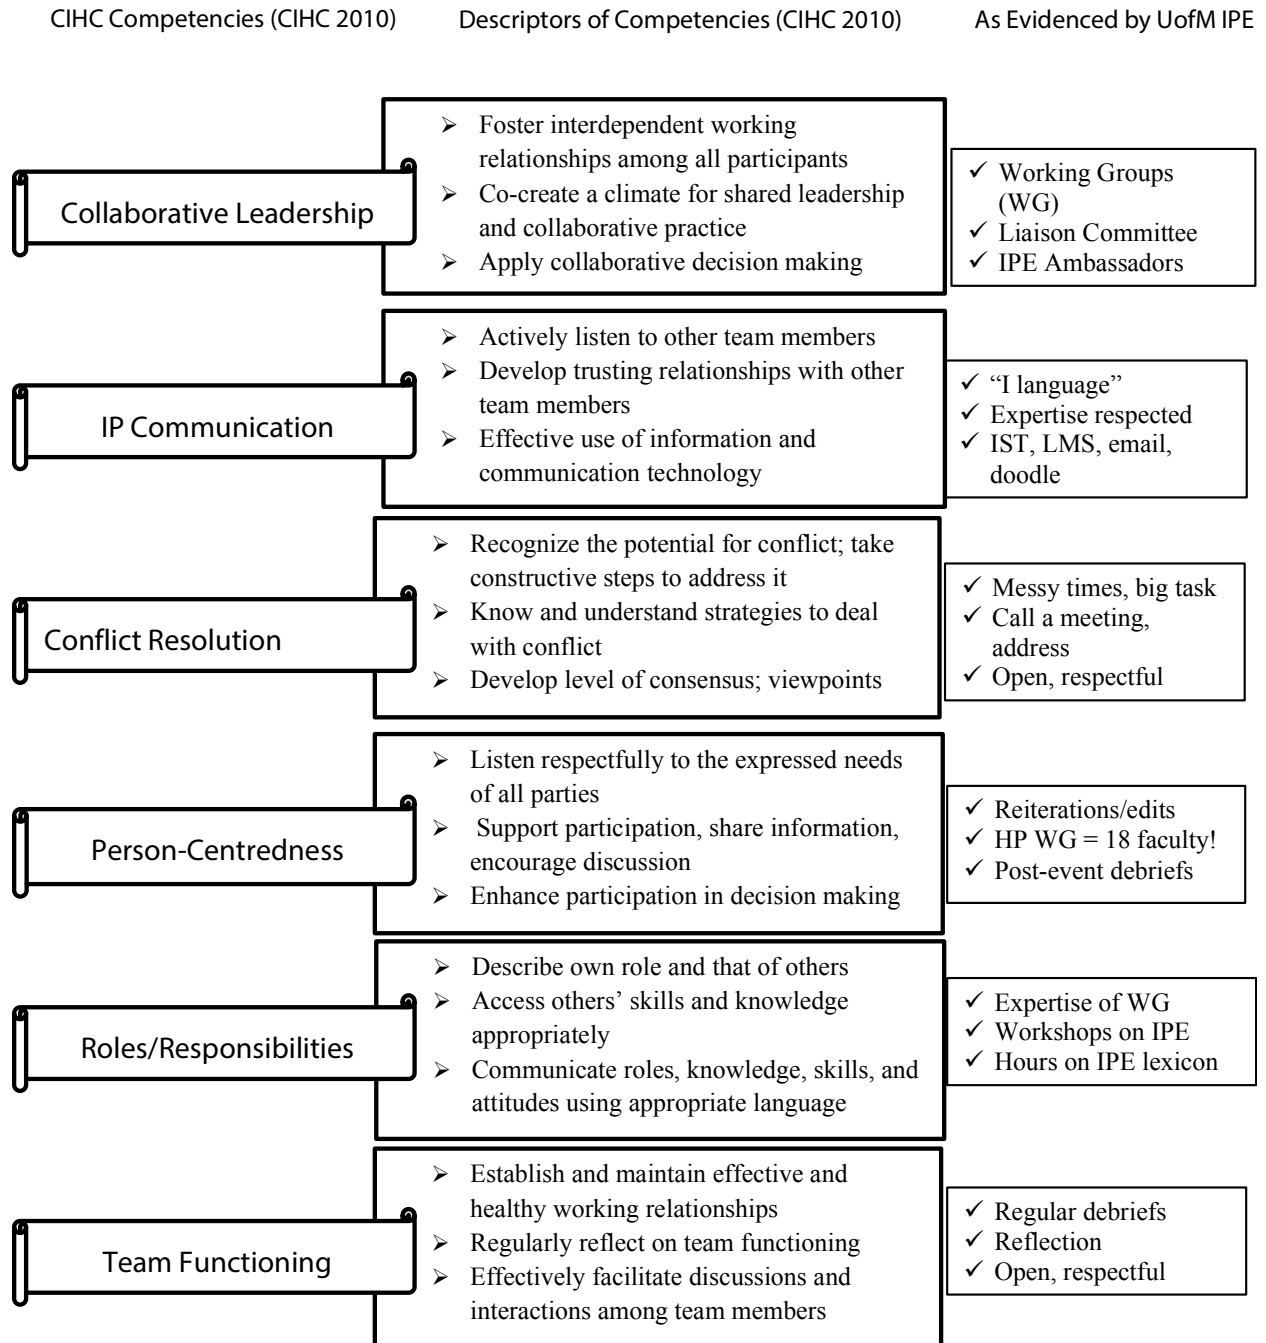 CIHC Competencies (CIHC 2010)
Descriptors of Competencies (CIHC 2010)
As Evidenced by UofM IPE
Collaborative Leadership
➢ Foster interdependent working
relationships among all participants
➢ Co-create a climate for shared leadership
and collaborative practice
➢ Apply collaborative decision making
✓ Working Groups
(WG)
✓ Liaison Committee
✓ IPE Ambassadors
IP Communication
➢ Actively listen to other team members
➢ Develop trusting relationships with other
team members
➢ Effective use of information and
communication technology
✓ “I language”
✓ Expertise respected
✓ IST, LMS, email,
doodle
Conflict Resolution
➢ Recognize the potential for conflict; take
constructive steps to address it
➢ Know and understand strategies to deal
with conflict
➢ Develop level of consensus; viewpoints
✓ Messy times, big task
✓ Call a meeting,
address
✓ Open, respectful
Person-Centredness
➢ Listen respectfully to the expressed needs
of all parties
➢ Support participation, share information,
encourage discussion
➢ Enhance participation in decision making
✓ Reiterations/edits
✓ HP WG = 18 faculty!
✓ Post-event debriefs
Roles/Responsibilities
➢ Describe own role and that of others
➢ Access others’ skills and knowledge
appropriately
➢ Communicate roles, knowledge, skills, and
attitudes using appropriate language
✓ Expertise of WG
✓ Workshops on IPE
✓ Hours on IPE lexicon
Team Functioning
➢ Establish and maintain effective and
healthy working relationships
➢ Regularly reflect on team functioning
➢ Effectively facilitate discussions and
interactions among team members
✓ Regular debriefs
✓ Reflection
✓ Open, respectful